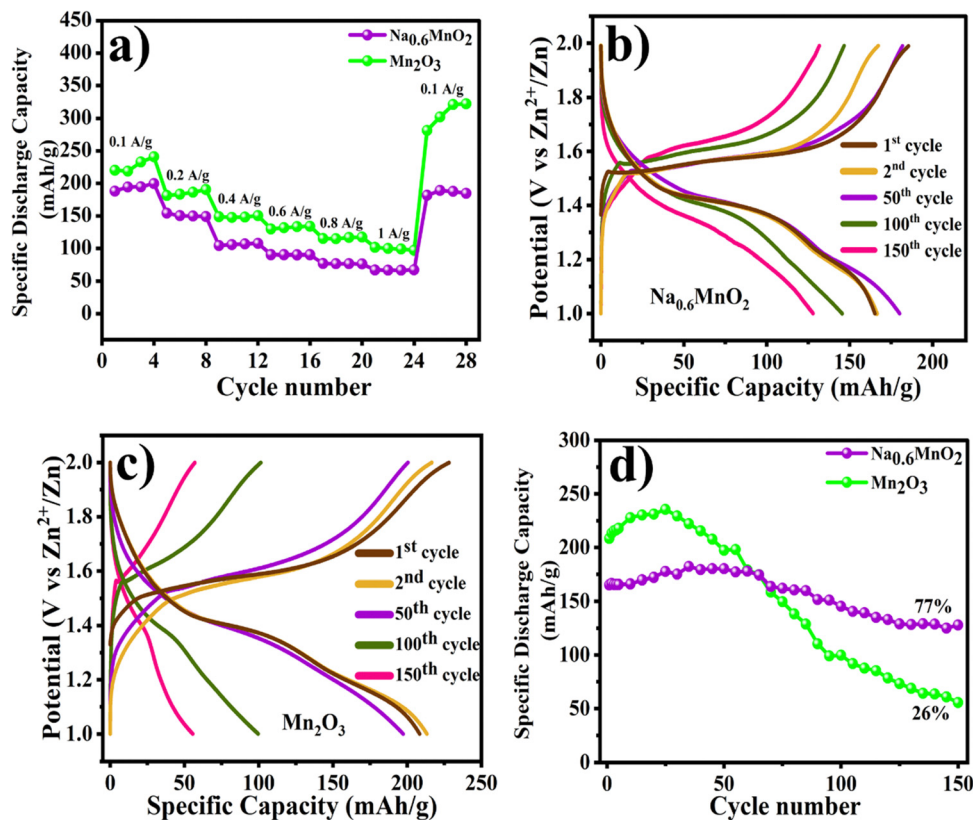 a)
Specific Discharge Capacity
(mAh/g)
450
400
350
300
250
200
150
100
50
0
Na0.6MnO2
Mn2O3
0.1 A/g
0.2 A/g
0.4 A/g
0.6 A/g
0.8 A/g
1 A/g
0.1 A/g
0 4 8 12 16 20 24 28
Cycle number
b)
Potential (V vs Zn2+/Zn)
2.0
1.8
1.6
1.4
1.2
1.0
1st cycle
2nd cycle
50th cycle
100th cycle
150th cycle
Na0.6MnO2
0 50 100 150 200
Specific Capacity (mAh/g)
c)
Potential (V vs Zn2+/Zn)
2.0
1.8
1.6
1.4
1.2
1.0
1st cycle
2nd cycle
50th cycle
100th cycle
150th cycle
Mn2O3
0 50 100 150 200 250
Specific Capacity (mAh/g)
d)
Specific Discharge Capacity
(mAh/g)
300
250
200
150
100
50
0
Na0.6MnO2
Mn2O3
77%
26%
0 50 100 150
Cycle number